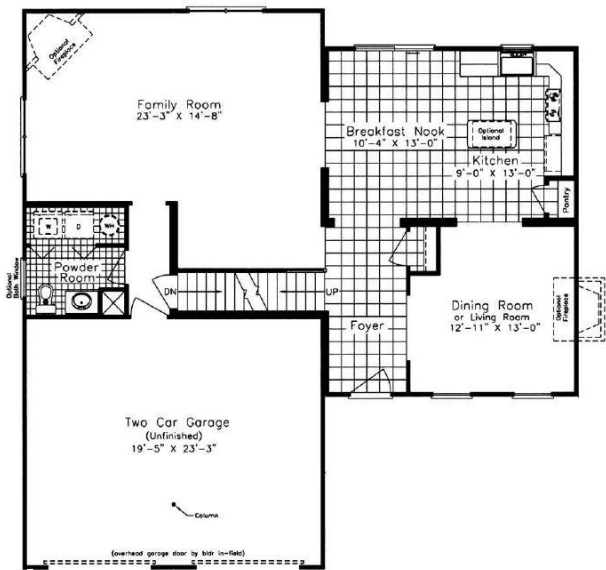 Optional
Fireplace
Family Room
23'-3" X 14'-8"
Breakfast Nook
10'-4" X 13'-0"
Optional
Island
Kitchen
9'-0" X 13'-0"
Pantry
W
D
WH
Powder
Room
Optional
Bath Window
DN
UP
Foyer
Dining Room
or Living Room
12'-11" X 13'-0"
Optional
Fireplace
Two Car Garage
(Unfinished)
19'-5" X 23'-3"
Column
(overhead garage door by bldr in-field)